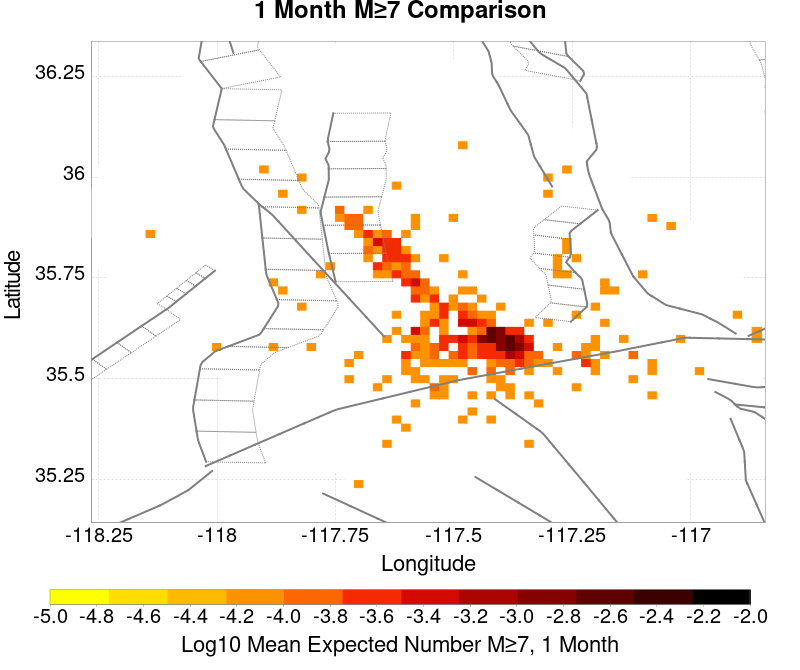 1 Month M≥7 Comparison
36.25
36
35.75
35.5
35.25
Latitude
-118.25 -118 -117.75 -117.5 -117.25 -117
Longitude
-5.0 -4.8 -4.6 -4.4 -4.2 -4.0 -3.8 -3.6 -3.4 -3.2 -3.0 -2.8 -2.6 -2.4 -2.2 -2.0
Log10 Mean Expected Number M≥7, 1 Month